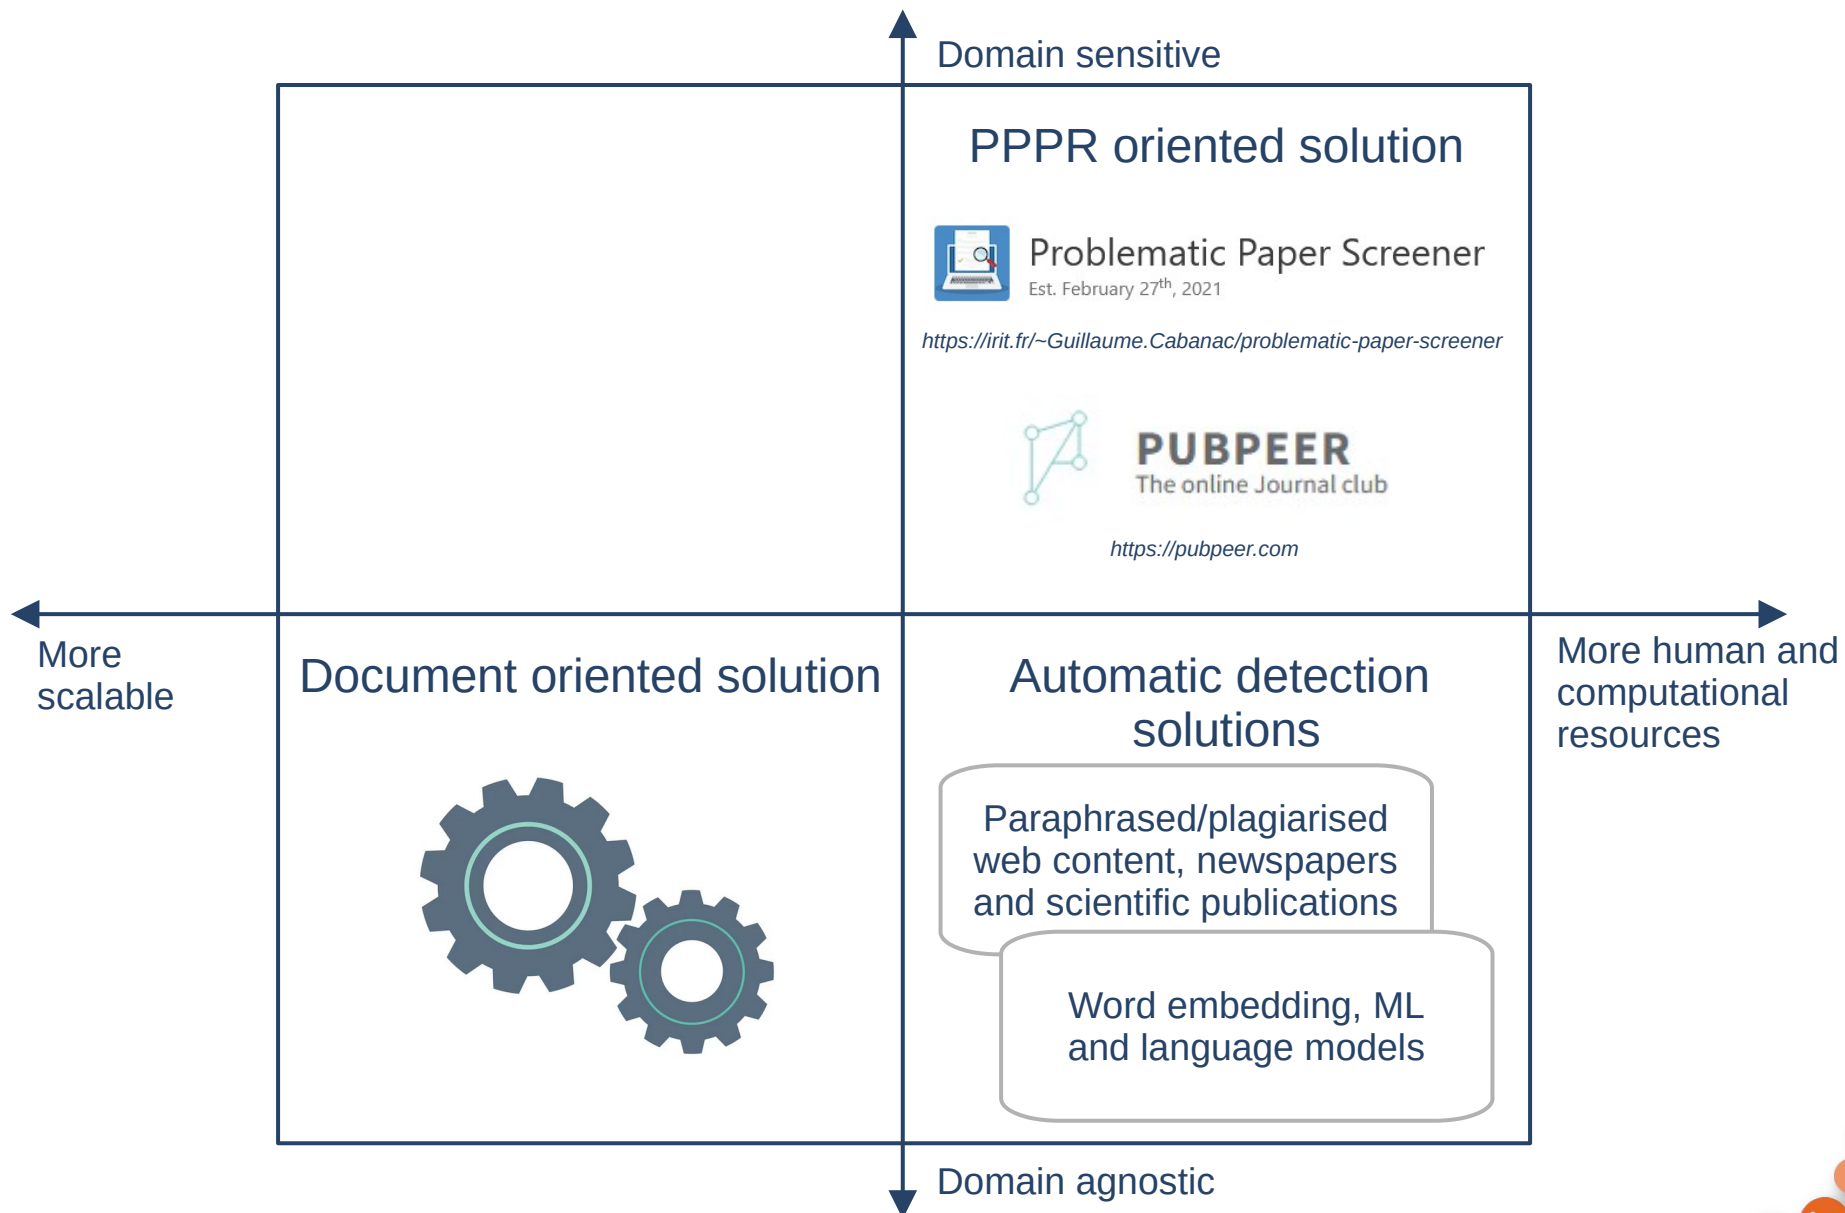 Domain sensitive
PPPR oriented solution
Problematic Paper Screener
Est. February 27th, 2021
https://irit.fr/~Guillaume.Cabanac/problematic-paper-screener
PUBPEER
The online Journal club
https://pubpeer.com
More
scalable
Document oriented solution
Automatic detection
solutions
More human and
computational
resources
Paraphrased/plagiarised
web content, newspapers
and scientific publications
Word embedding, ML
and language models
Domain agnostic